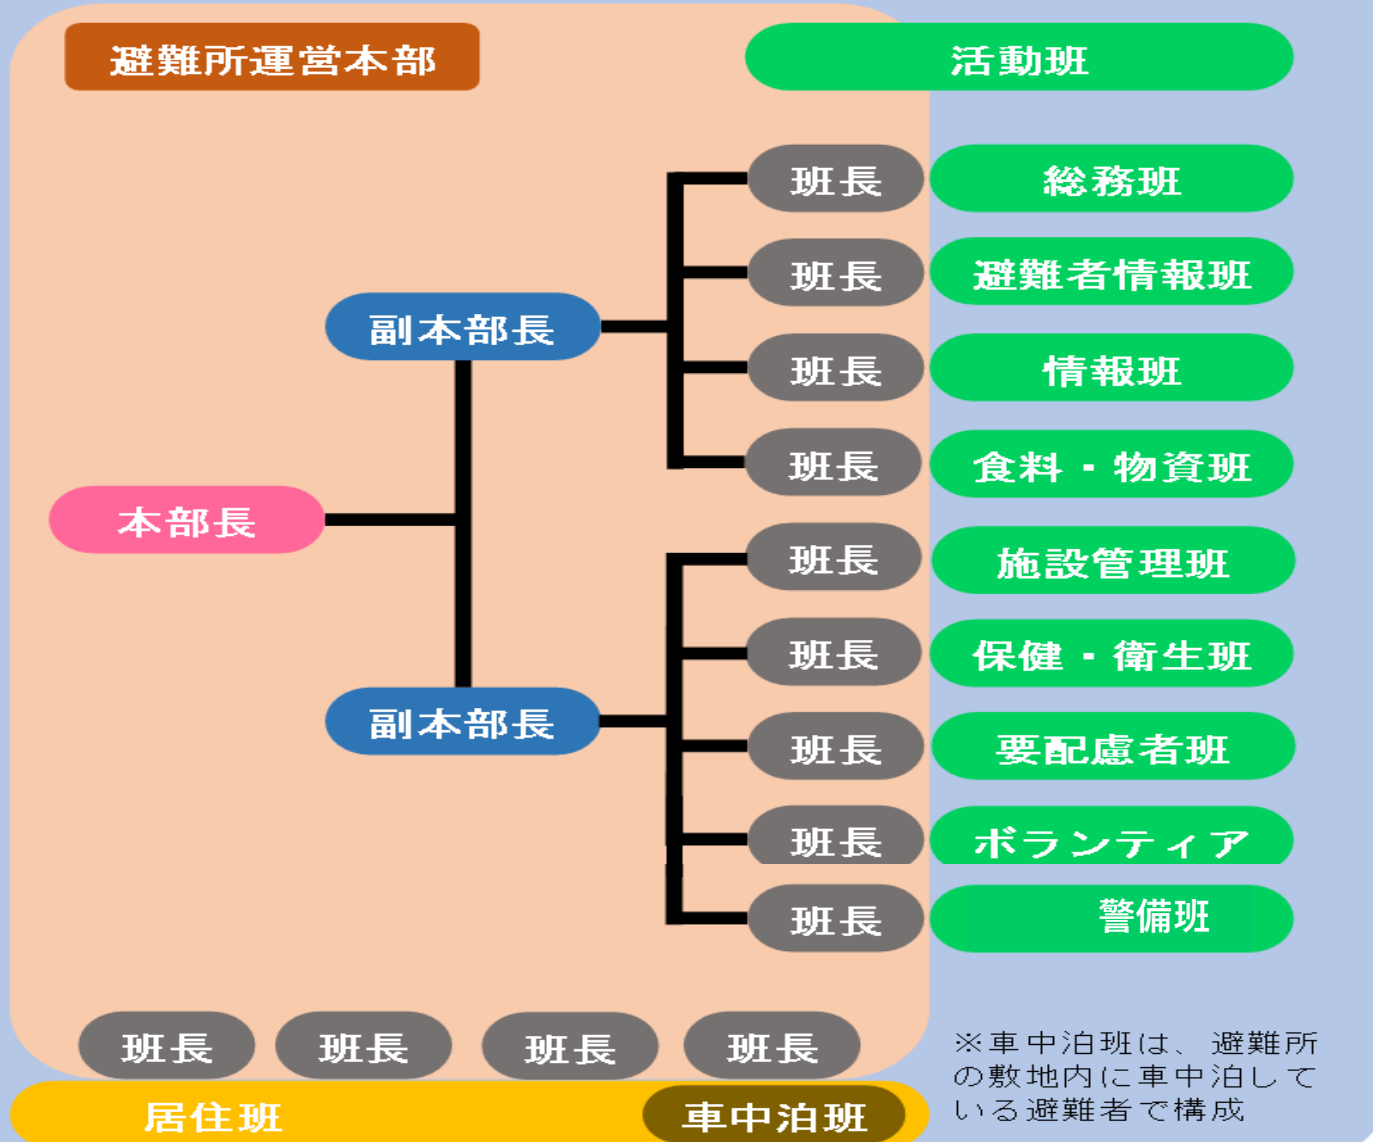 避難所運営本部
活動班
班長 総務班
班長 避難者情報班
副本部長
班長 情報班
班長 食料・物資班
本部長
班長 施設管理班
班長 保健・衛生班
副本部長
班長 要配慮者班
班長 ボランティア
班長 警備班
班長 班長 班長 班長
居住班 車中泊班
※車中泊班は、避難所
の敷地内に車中泊して
いる避難者で構成